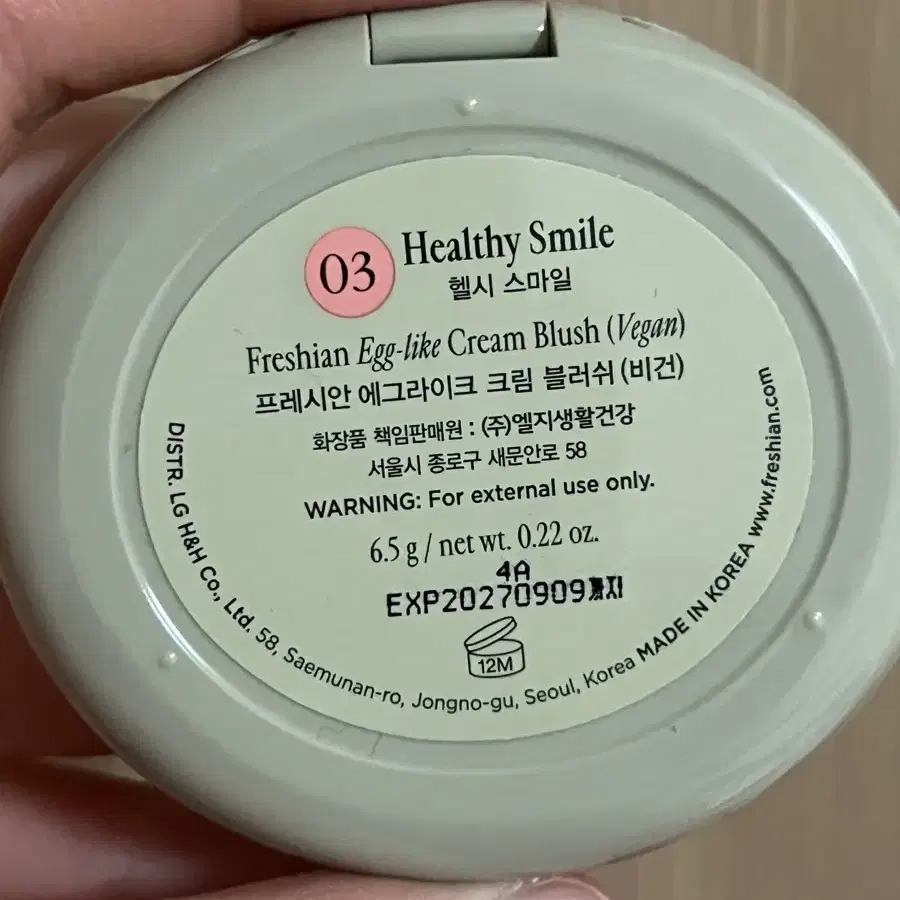 03 Healthy Smile
헬시 스마일
Freshian Egg-like Cream Blush (Vegan)
프레시안 에그라이크 크림 블러쉬 (비건)
화장품 책임판매원 : (주)엘지생활건강
서울시 종로구 새문안로 58
WARNING: For external use only.
6.5 g / net wt. 0.22 oz.
4A
EXP20270909까지
12M
DISTR. LG H&H Co., Ltd. 58, Saemunan-ro, Jongno-gu, Seoul, Korea MADE IN KOREA www.freshian.com